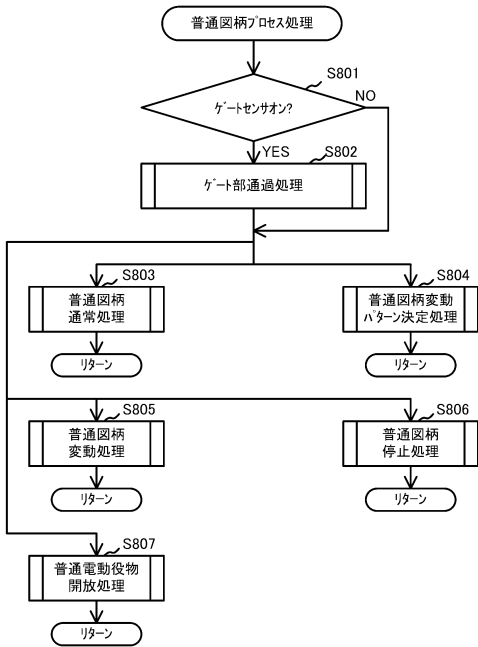 普通図柄プロセス処理
S801
ゲートセンサオン?
NO
YES
S802
ゲート部通過処理
S803
普通図柄
通常処理
リターン
S804
普通図柄変動
パターン決定処理
リターン
S805
普通図柄
変動処理
リターン
S806
普通図柄
停止処理
リターン
S807
普通電動役物
開放処理
リターン